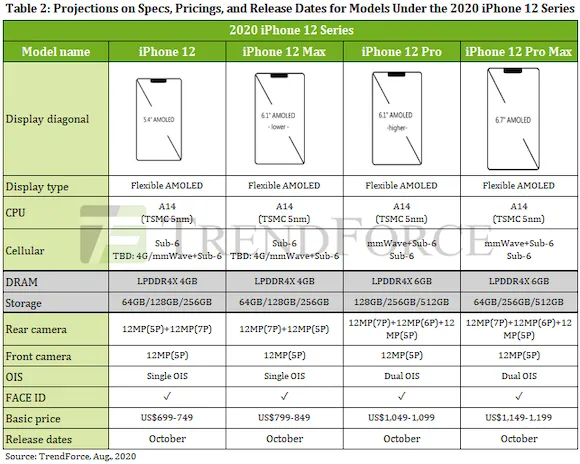 Table 2: Projections on Specs, Pricings, and Release Dates for Models Under the 2020 iPhone 12 Series
2020 iPhone 12 Series
Model name iPhone 12 iPhone 12 Max iPhone 12 Pro iPhone 12 Pro Max
Display diagonal 5.4" AMOLED 6.1" AMOLED 6.1" AMOLED 6.7" AMOLED
- lower - -higher-
Display type Flexible AMOLED Flexible AMOLED Flexible AMOLED Flexible AMOLED
CPU A14 A14 A14 A14
(TSMC 5nm) (TSMC 5nm) (TSMC 5nm) (TSMC 5nm)
TRENDFORCE
Cellular Sub-6 Sub-6 mmWave+Sub-6 mmWave+Sub-6
TBD: 4G/mmWave+Sub-6 TBD: 4G/mmWave+Sub-6 Sub-6 Sub-6
DRAM LPDDR4X 4GB LPDDR4X 4GB LPDDR4X 6GB LPDDR4X 6GB
Storage 64GB/128GB/256GB 64GB/128GB/256GB 128GB/256GB/512GB 64GB/256GB/512GB
Rear camera 12MP(5P)+12MP(7P) 12MP(7P)+12MP(5P) 12MP(7P)+12MP(6P)+12 12MP(7P)+12MP(6P)+12
MP(5P) MP(5P)
Front camera 12MP(5P) 12MP(5P) 12MP(5P) 12MP(5P)
OIS Single OIS Single OIS Dual OIS Dual OIS
FACE ID ✓ ✓ ✓ ✓
Basic price US$699-749 US$799-849 US$1,049-1,099 US$1,149-1,199
Release dates October October October October
Source: TrendForce, Aug., 2020